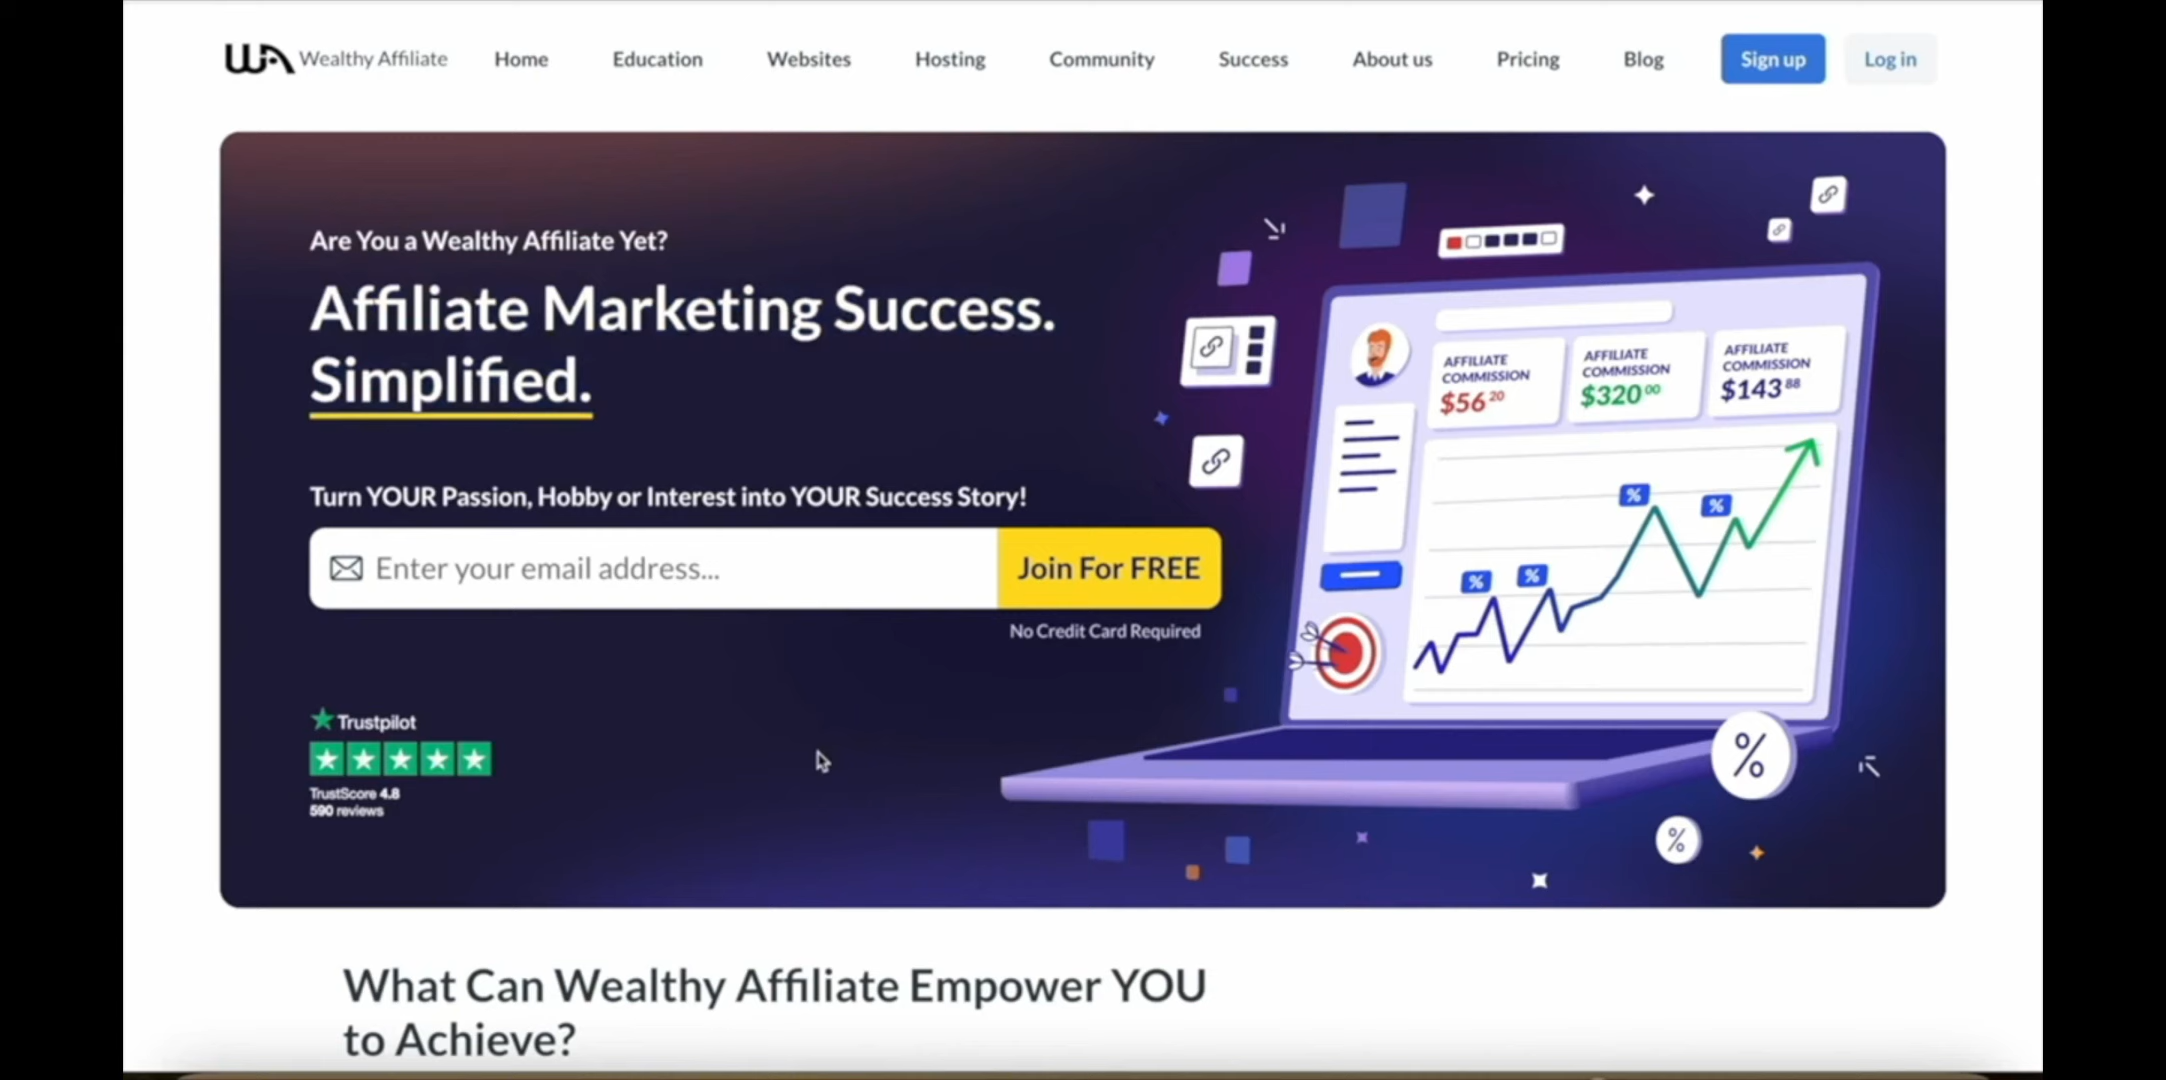 WA Wealthy Affiliate Home Education Websites Hosting Community Success About us Pricing Blog Sign up Log in
Are You a Wealthy Affiliate Yet?
Affiliate Marketing Success.
Simplified.
Turn YOUR Passion, Hobby or Interest into YOUR Success Story!
Enter your email address... Join For FREE
No Credit Card Required
Trustpilot
TrustScore 4.8
590 reviews
AFFILIATE
COMMISSION
$56 20
AFFILIATE
COMMISSION
$320 00
AFFILIATE
COMMISSION
$143 88
%
%
%
%
%
%
What Can Wealthy Affiliate Empower YOU
to Achieve?